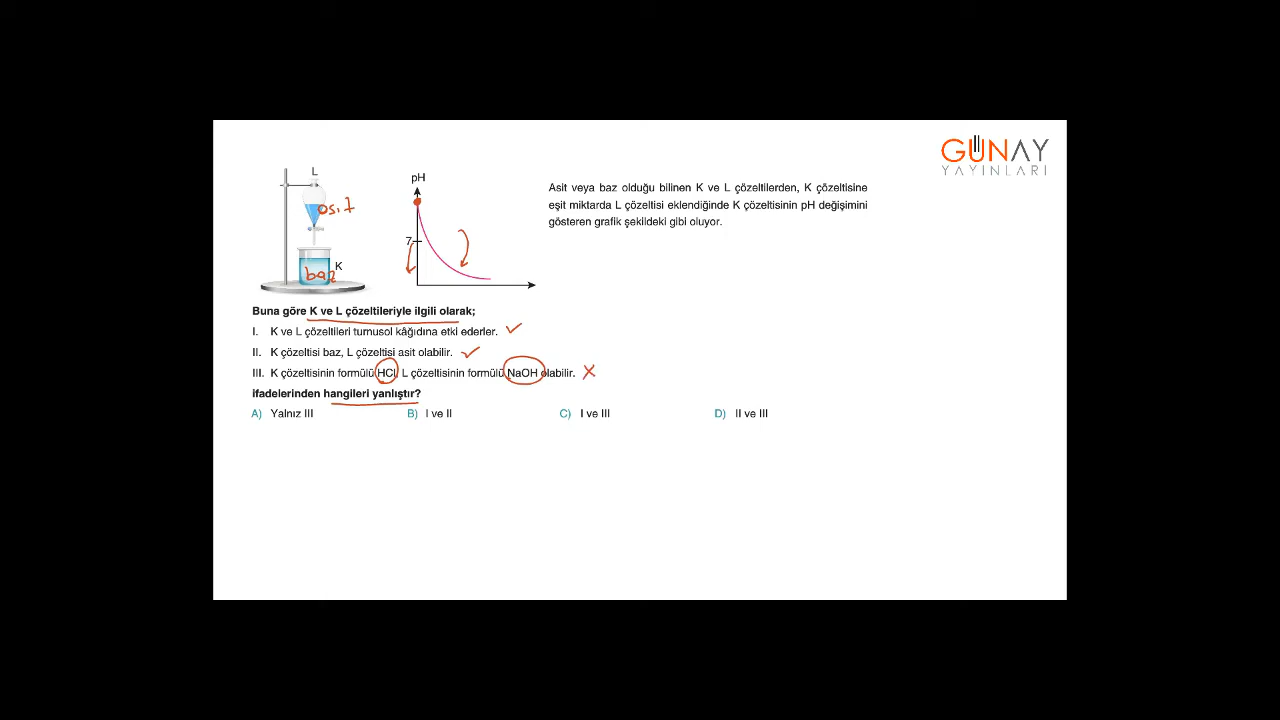 GÜNAY
YAYINLARI
L
asit
K
baz
pH
7
Asit veya baz olduğu bilinen K ve L çözeltilerden, K çözeltisine
eşit miktarda L çözeltisi eklendiğinde K çözeltisinin pH değişimini
gösteren grafik şekildeki gibi oluyor.
Buna göre K ve L çözeltileriyle ilgili olarak;
I. K ve L çözeltileri turnusol kâğıdına etki ederler.
II. K çözeltisi baz, L çözeltisi asit olabilir.
III. K çözeltisinin formülü HCl, L çözeltisinin formülü NaOH olabilir.
ifadelerinden hangileri yanlıştır?
A) Yalnız III B) I ve II C) I ve III D) II ve III